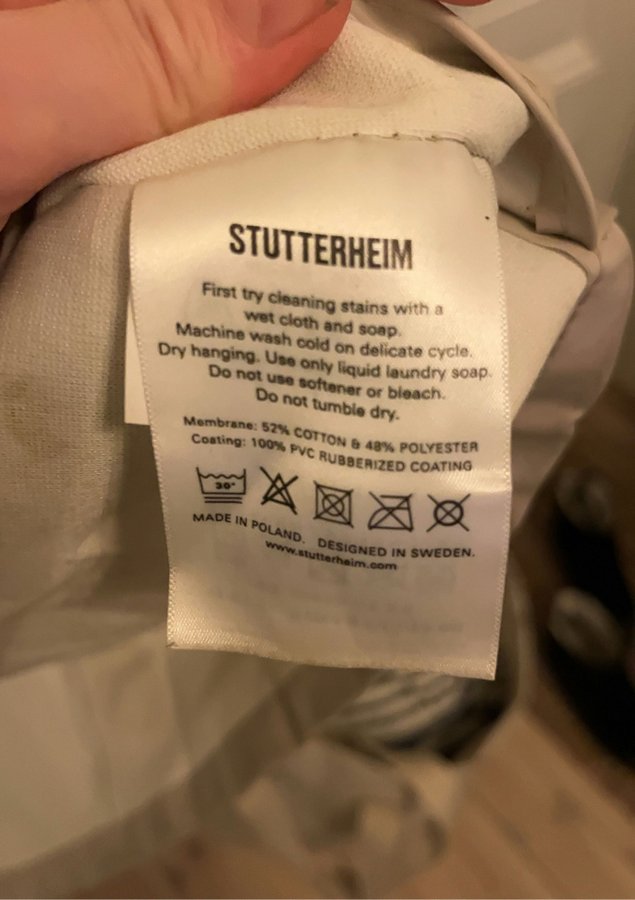 STUTTERHEIM
First try cleaning stains with a
wet cloth and soap.
Machine wash cold on delicate cycle.
Dry hanging. Use only liquid laundry soap.
Do not use softener or bleach.
Do not tumble dry.
Membrane: 52% COTTON & 48% POLYESTER
Coating: 100% PVC RUBBERIZED COATING
30°
MADE IN POLAND. DESIGNED IN SWEDEN.
www.stutterheim.com